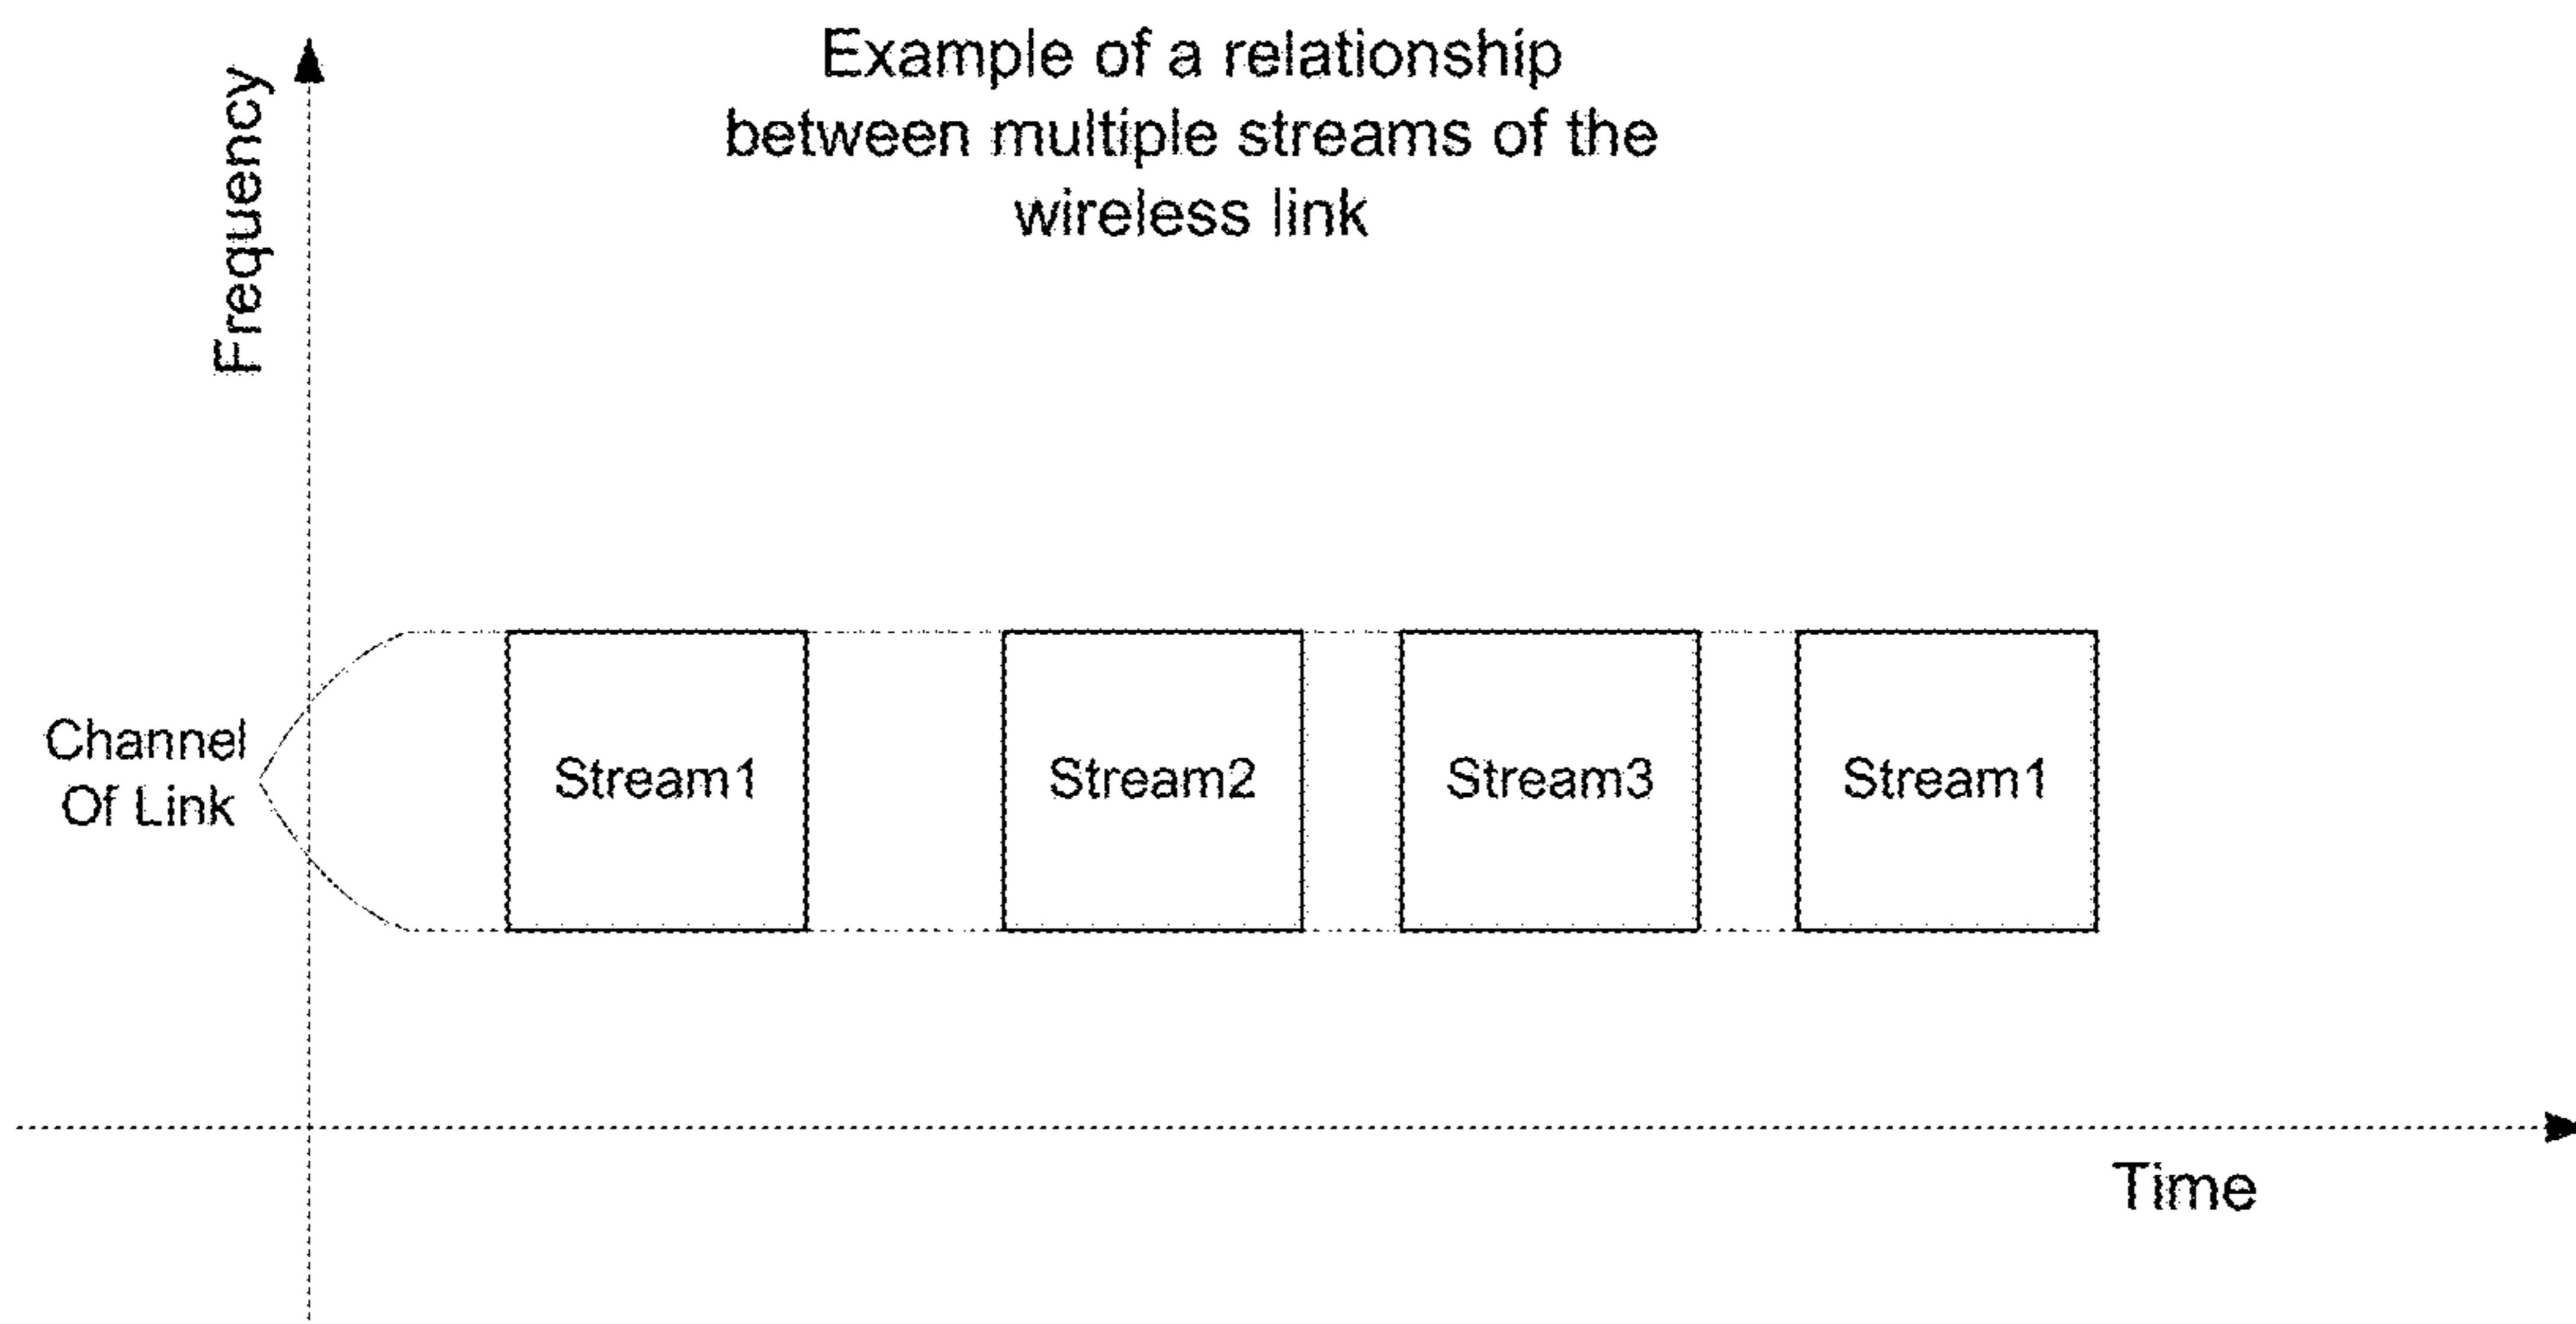 Example of a relationship
between multiple streams of the
wireless link
Frequency
Channel
Of Link
Stream1
Stream2
Stream3
Stream1
Time